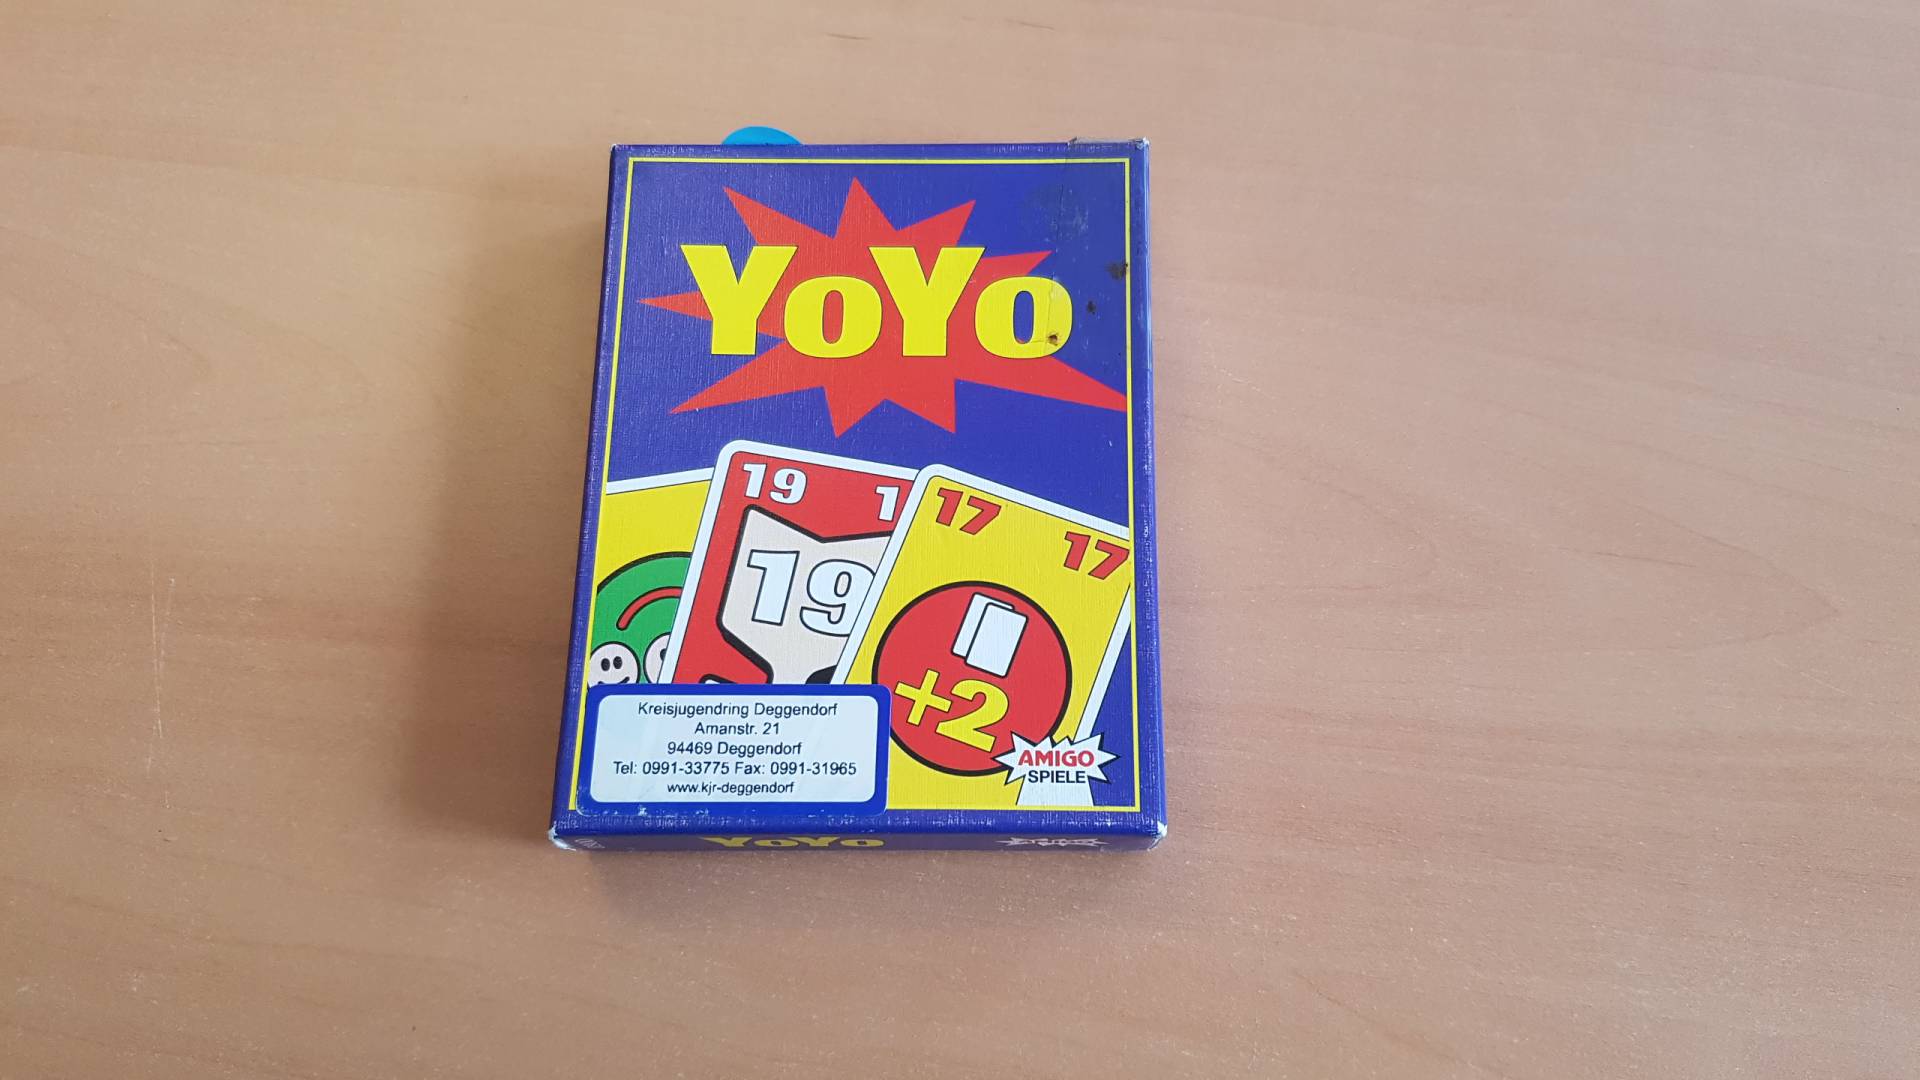 YoYo
19 1
19
17 17
+2
Kreisjugendring Deggendorf
Amanstr. 21
94469 Deggendorf
Tel: 0991-33775 Fax: 0991-31965
www.kjr-deggendorf
AMIGO
SPIELE
YoYo